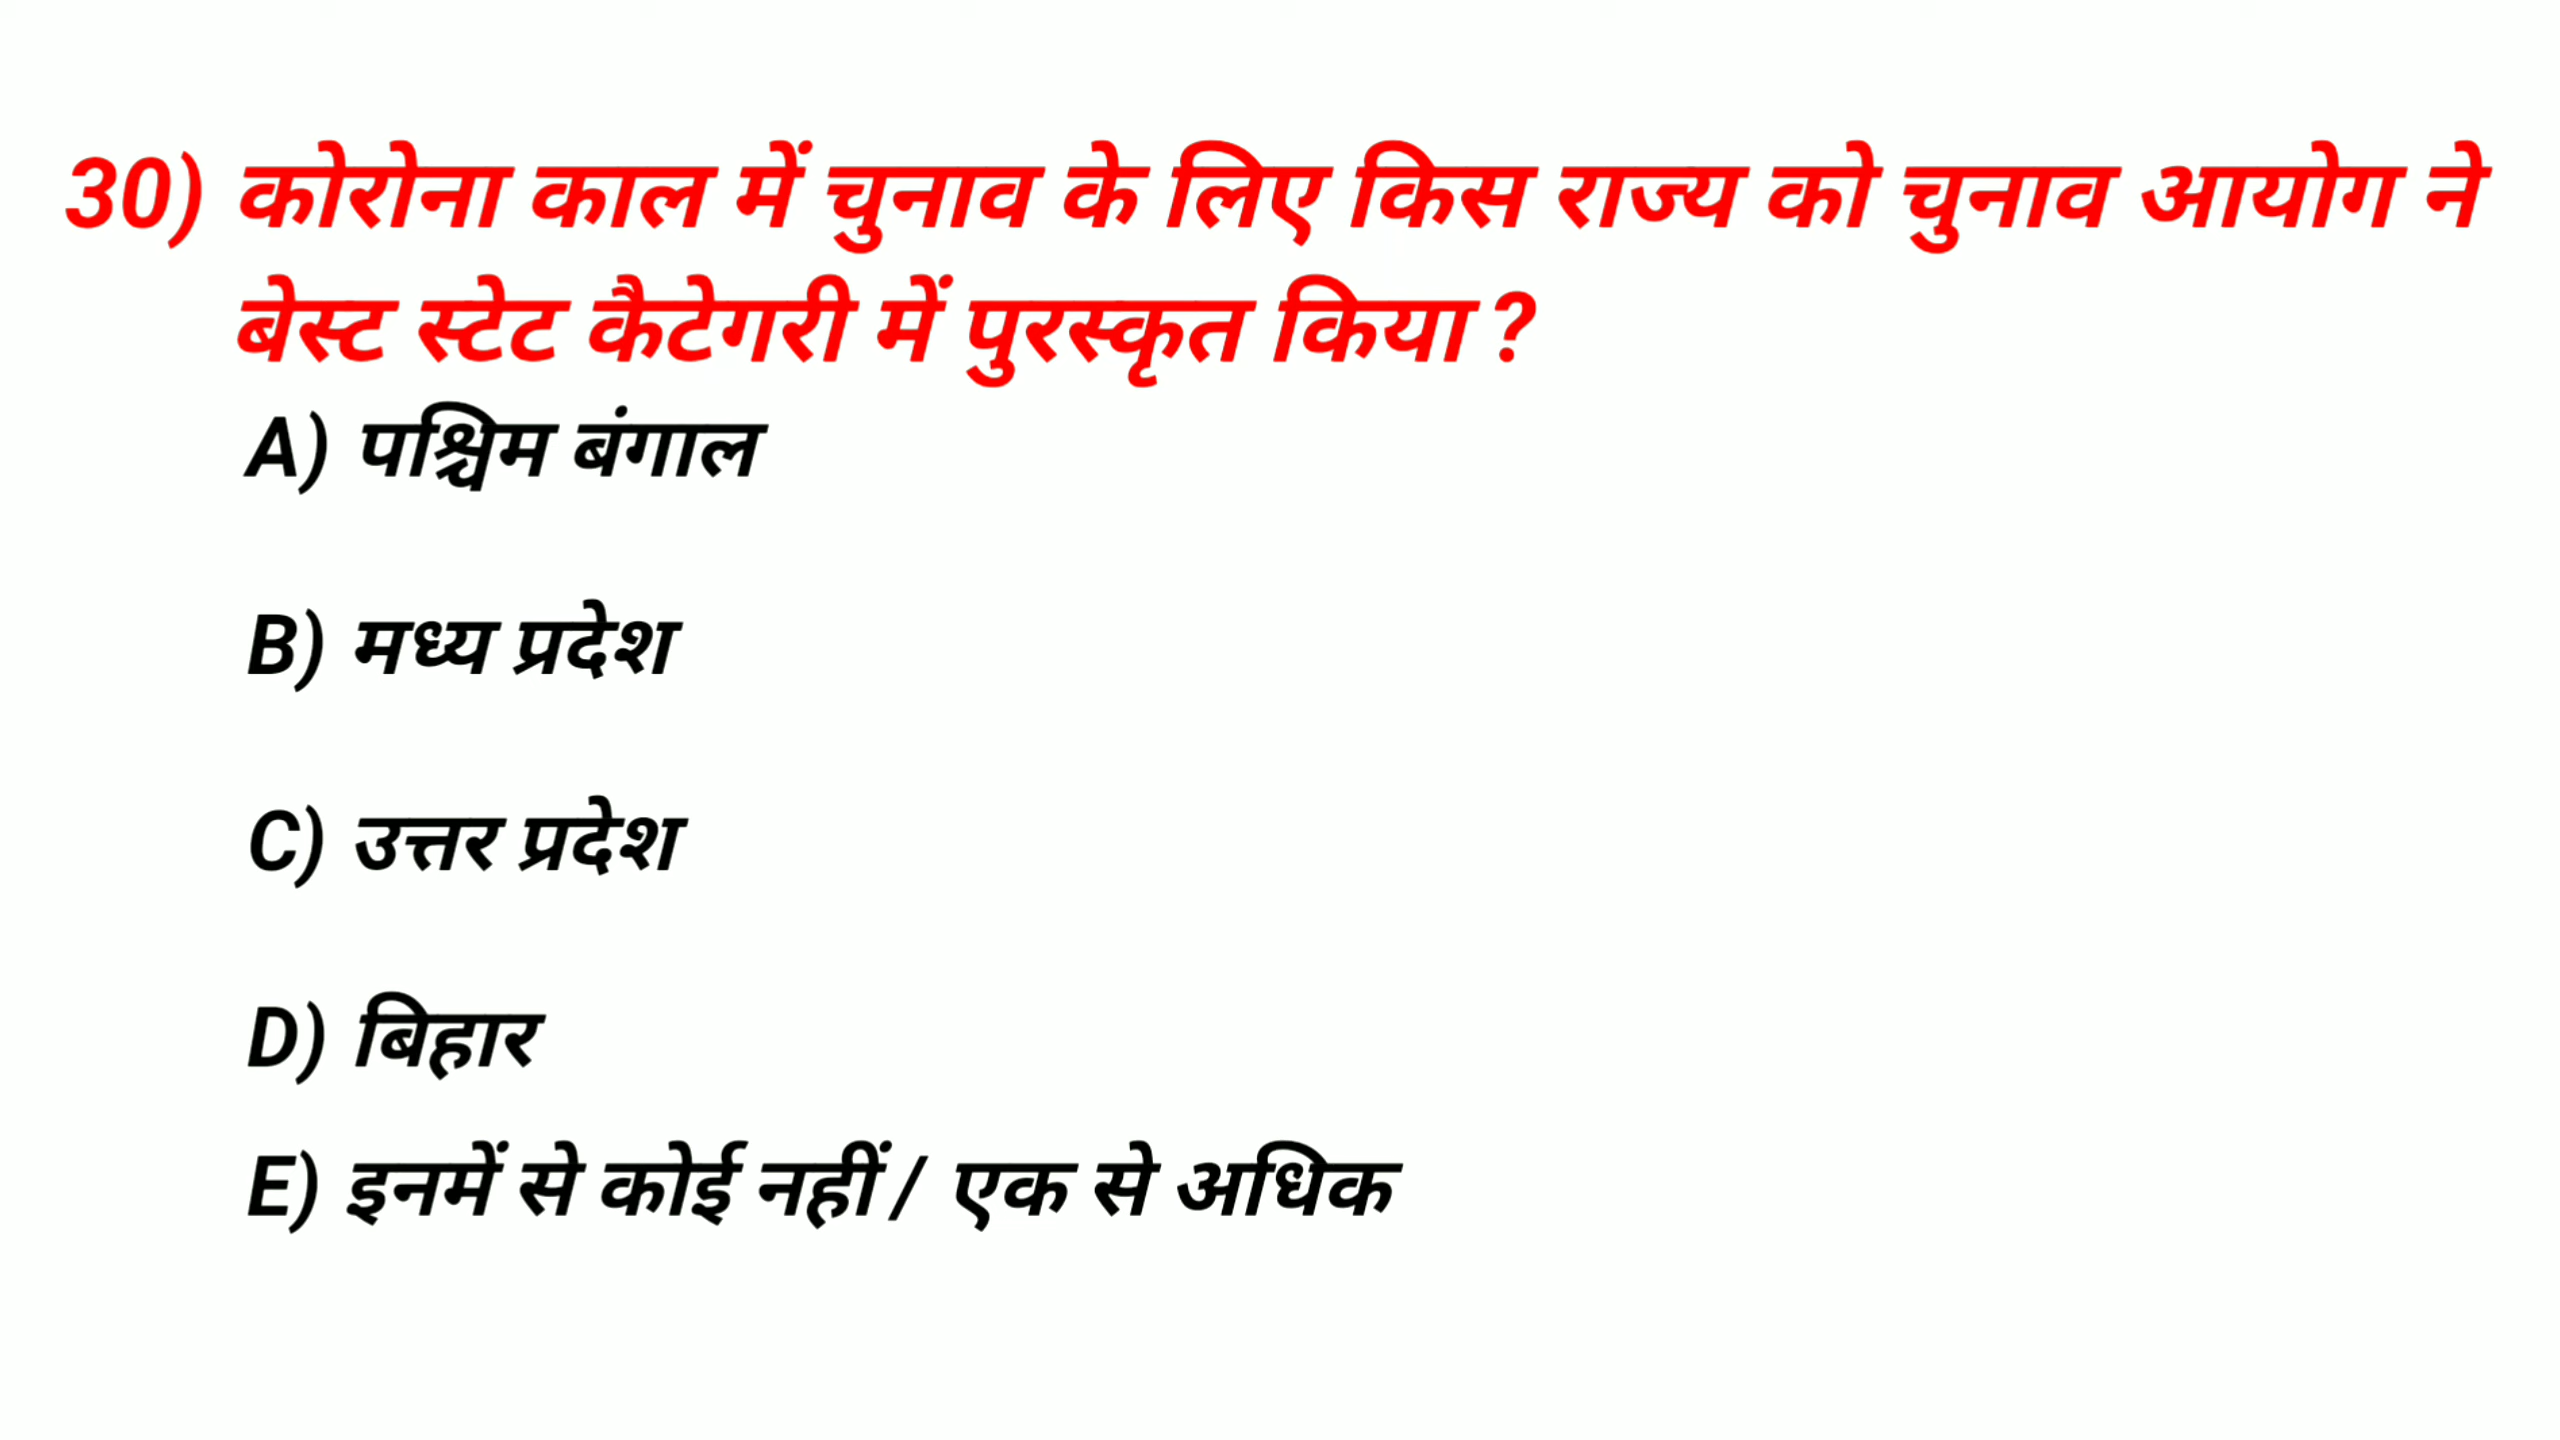 30) कोरोना काल में चुनाव के लिए किस राज्य को चुनाव आयोग ने
बेस्ट स्टेट कैटेगरी में पुरस्कृत किया ?
A) पश्चिम बंगाल
B) मध्य प्रदेश
C) उत्तर प्रदेश
D) बिहार
E) इनमें से कोई नहीं / एक से अधिक